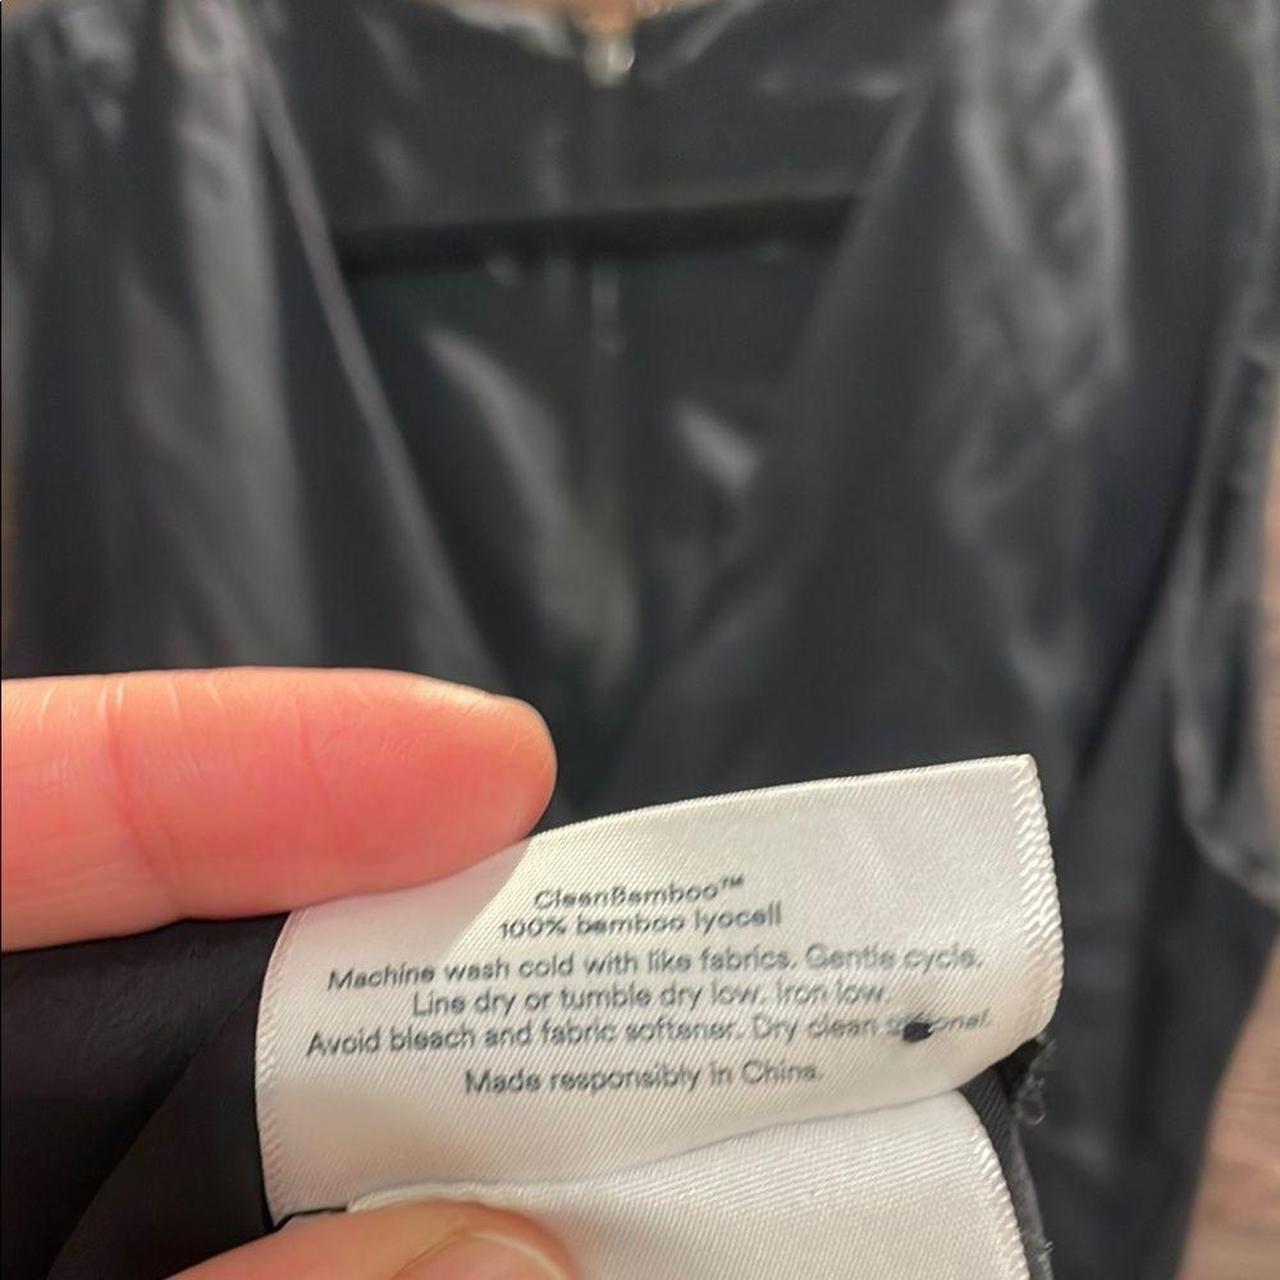 CleanBamboo™
100% bamboo lyocell
Machine wash cold with like fabrics. Gentle cycle.
Line dry or tumble dry low. Iron low.
Avoid bleach and fabric softener. Dry clean
Made responsibly in China.